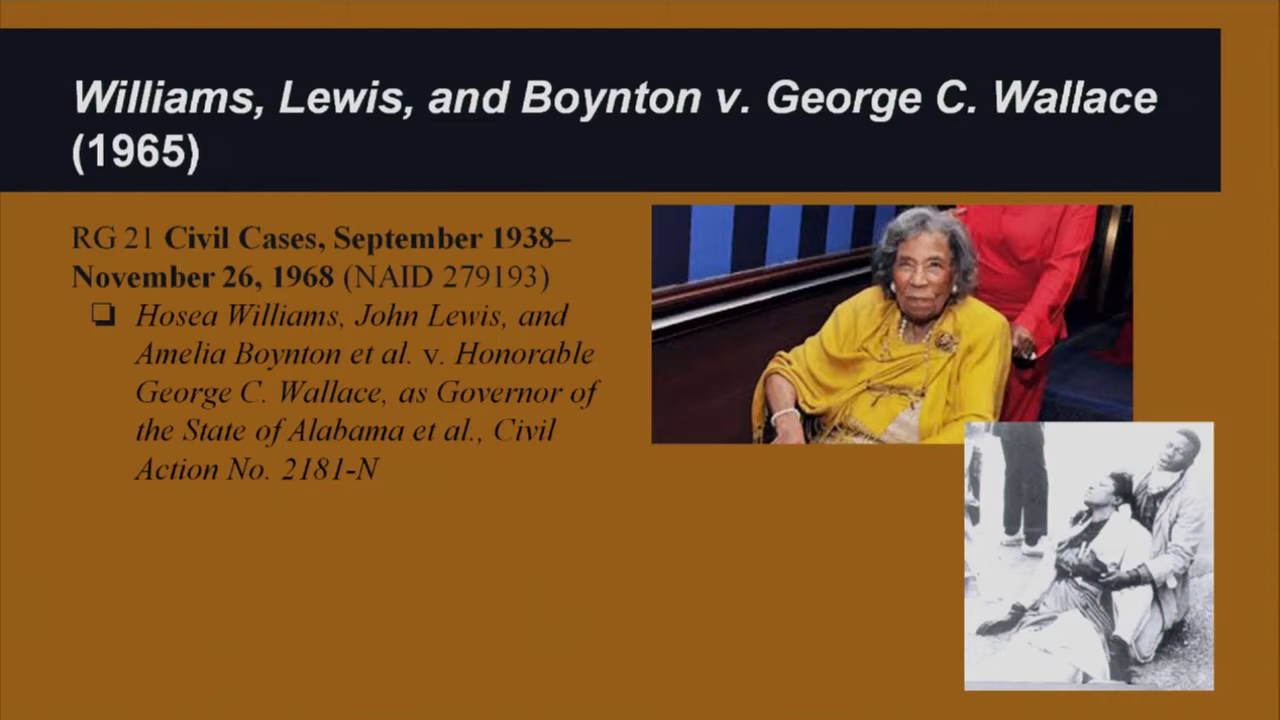 Williams, Lewis, and Boynton v. George C. Wallace
(1965)
RG 21 Civil Cases, September 1938–
November 26, 1968 (NAID 279193)
❏ Hosea Williams, John Lewis, and
Amelia Boynton et al. v. Honorable
George C. Wallace, as Governor of
the State of Alabama et al., Civil
Action No. 2181-N